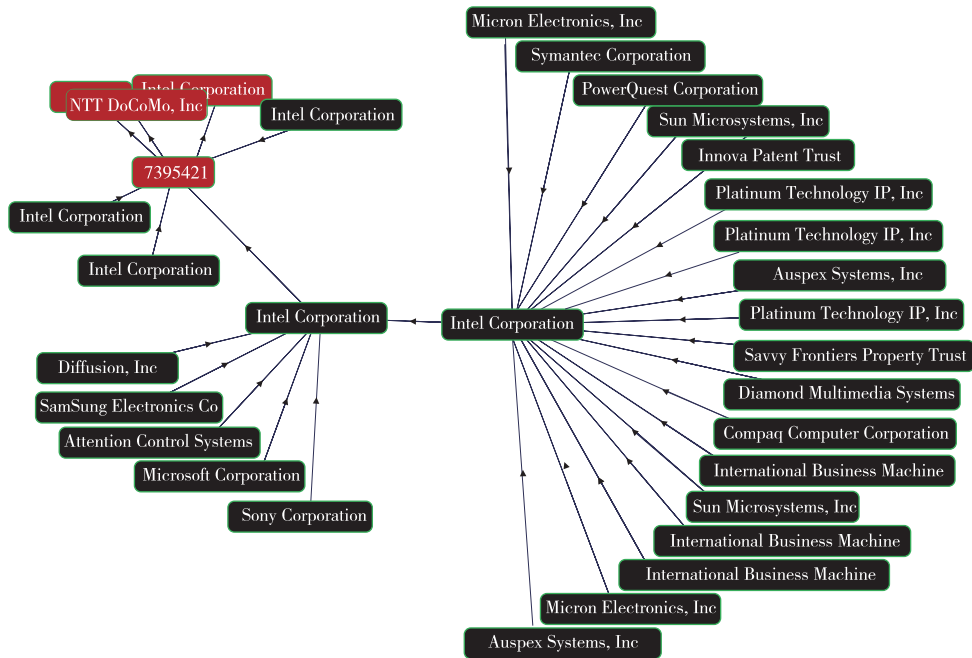 Micron Electronics, Inc
Symantec Corporation
PowerQuest Corporation
Sun Microsystems, Inc
Innova Patent Trust
Platinum Technology IP, Inc
Platinum Technology IP, Inc
Auspex Systems, Inc
Platinum Technology IP, Inc
Savvy Frontiers Property Trust
Diamond Multimedia Systems
Compaq Computer Corporation
International Business Machine
Sun Microsystems, Inc
International Business Machine
International Business Machine
Micron Electronics, Inc
Auspex Systems, Inc
Intel Corporation
Intel Corporation
NTT DoCoMo, Inc
Intel Corporation
7395421
Intel Corporation
Intel Corporation
Intel Corporation
Diffusion, Inc
SamSung Electronics Co
Attention Control Systems
Microsoft Corporation
Sony Corporation